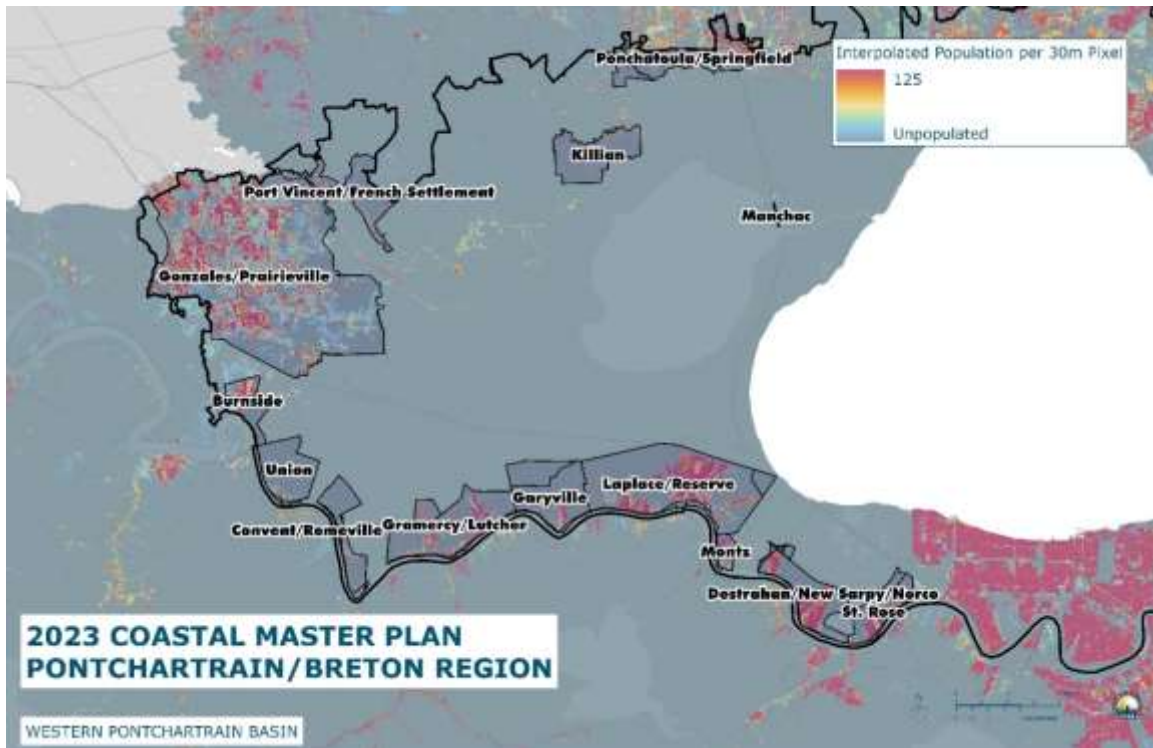 Ponchatoula/Springfield
Interpolated Population per 30m Pixel
125
Unpopulated
Killian
Port Vincent/French Settlement
Manchac
Gonzales/Prairieville
Burnside
Union
Garyville
Laplace/Reserve
Convent/Romeville
Gramercy/Lutcher
Montz
Destrahan/New Sarpy/Norco
St. Rose
2023 COASTAL MASTER PLAN
PONTCHARTRAIN/BRETON REGION
WESTERN PONTCHARTRAIN BASIN